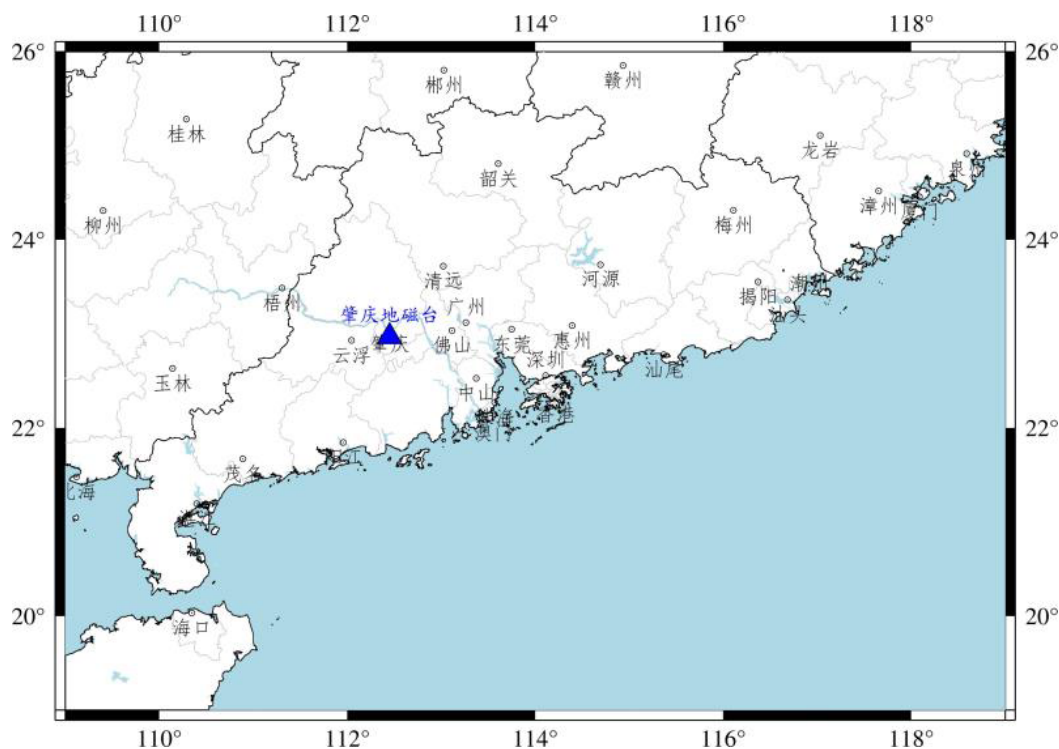 110° 112° 114° 116° 118°
26° 26°
郴州
赣州
桂林
龙岩
韶关
柳州
漳州
厦门
梅州
24° 24°
清远
河源
揭阳
梧州
广州
汕头
肇庆地磁台
云浮
肇庆
佛山
东莞
惠州
深圳
汕尾
玉林
中山
香港
澳门
22° 22°
茂名
北海
20° 20°
海口
110° 112° 114° 116° 118°